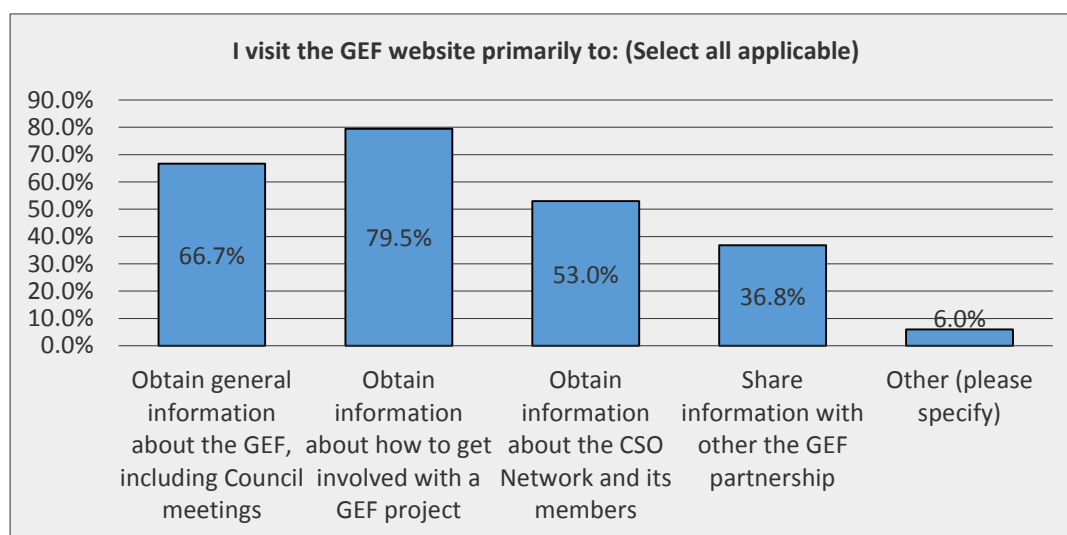 I visit the GEF website primarily to: (Select all applicable)
90.0%
80.0%
70.0%
60.0%
50.0%
40.0%
30.0%
20.0%
10.0%
0.0%
66.7%
79.5%
53.0%
36.8%
6.0%
Obtain general
information
about the GEF,
including Council
meetings
Obtain
information
about how to get
involved with a
GEF project
Obtain
information
about the CSO
Network and its
members
Share
information with
other the GEF
partnership
Other (please
specify)